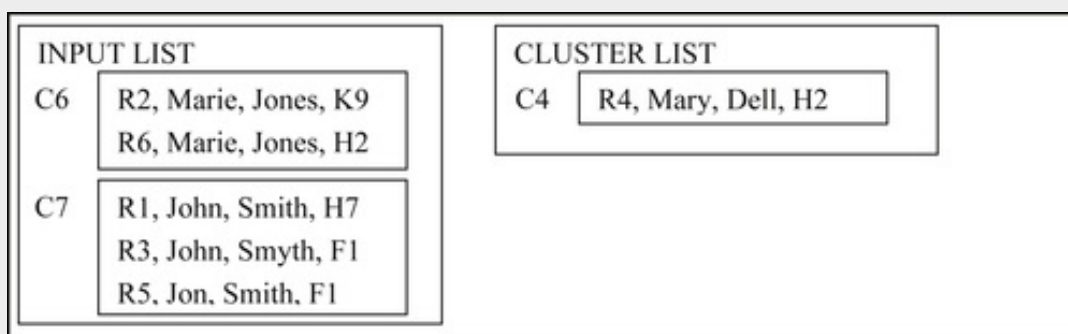 INPUT LIST
C6
R2, Marie, Jones, K9
R6, Marie, Jones, H2
C7
R1, John, Smith, H7
R3, John, Smyth, F1
R5, Jon, Smith, F1
CLUSTER LIST
C4
R4, Mary, Dell, H2